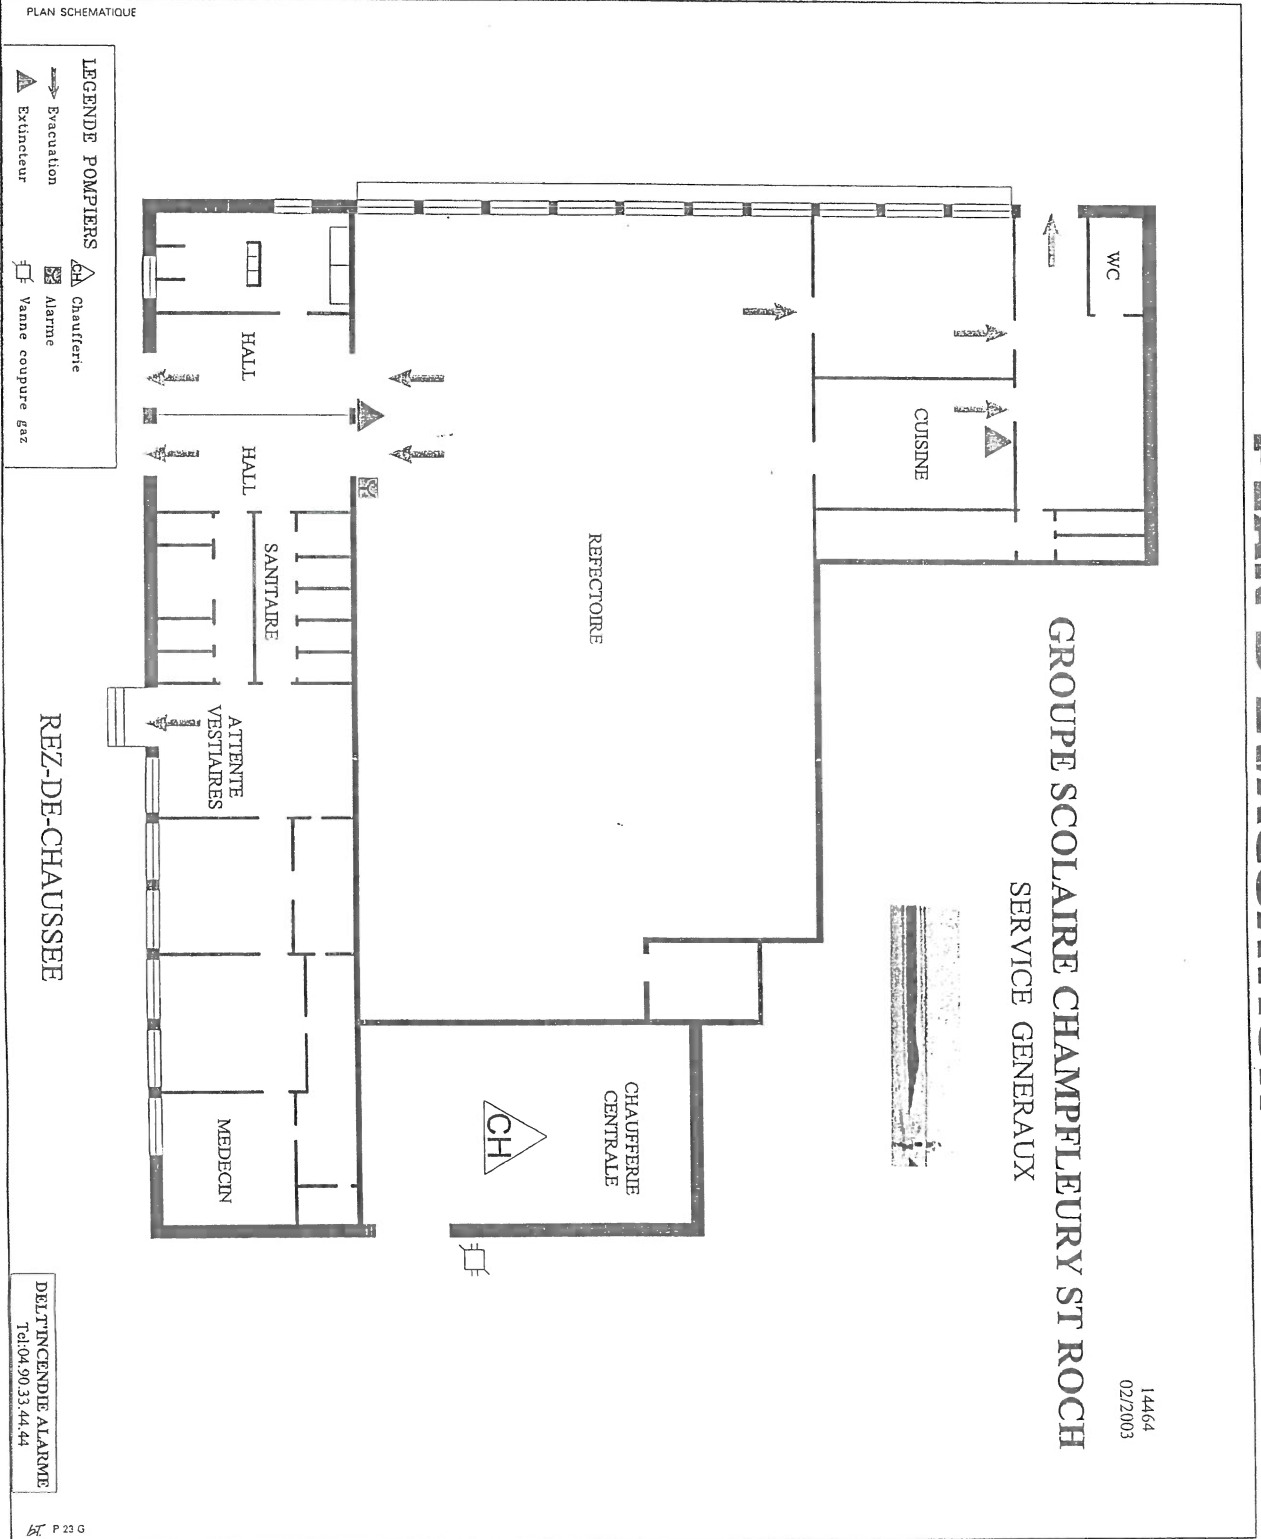 PLAN SCHEMATIQUE
GROUPE SCOLAIRE CHAMPFLEURY ST ROCH
SERVICE GENERAUX
14464
02/2003
WC
CUISINE
REFECTOIRE
CHAUFFERIE
CENTRALE
CH
HALL
HALL
SANITAIRE
ATTENTE
VESTIAIRES
MEDECIN
REZ-DE-CHAUSSEE
LEGENDE POMPIERS
Evacuation
Extincteur
CH Chaufferie
Alarme
Vanne coupure gaz
DELT'INCENDIE ALARME
Tel:04.90.33.44.44
P 23 G